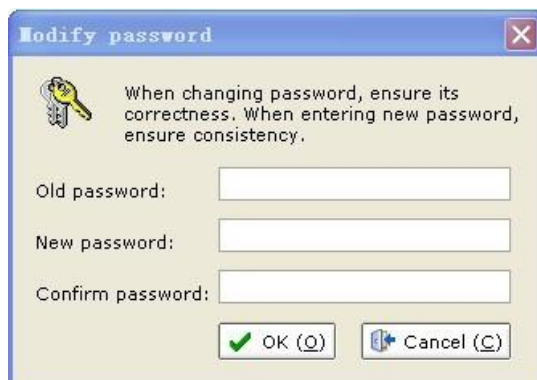 Modify password
When changing password, ensure its
correctness. When entering new password,
ensure consistency.
Old password:
New password:
Confirm password:
OK (O) Cancel (C)